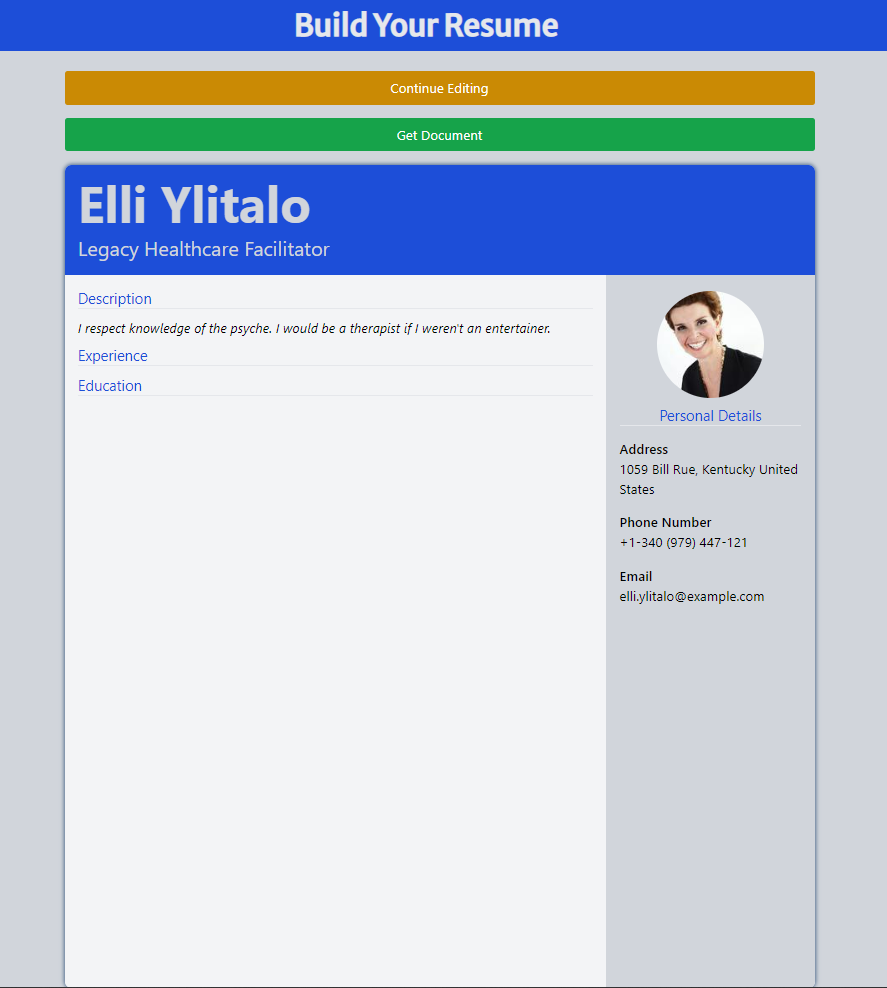 Build Your Resume
Continue Editing
Get Document
Elli Ylitalo
Legacy Healthcare Facilitator
Description
I respect knowledge of the psyche. I would be a therapist if I weren't an entertainer.
Experience
Education
Personal Details
Address
1059 Bill Rue, Kentucky United
States
Phone Number
+1-340 (979) 447-121
Email
elli.ylitalo@example.com